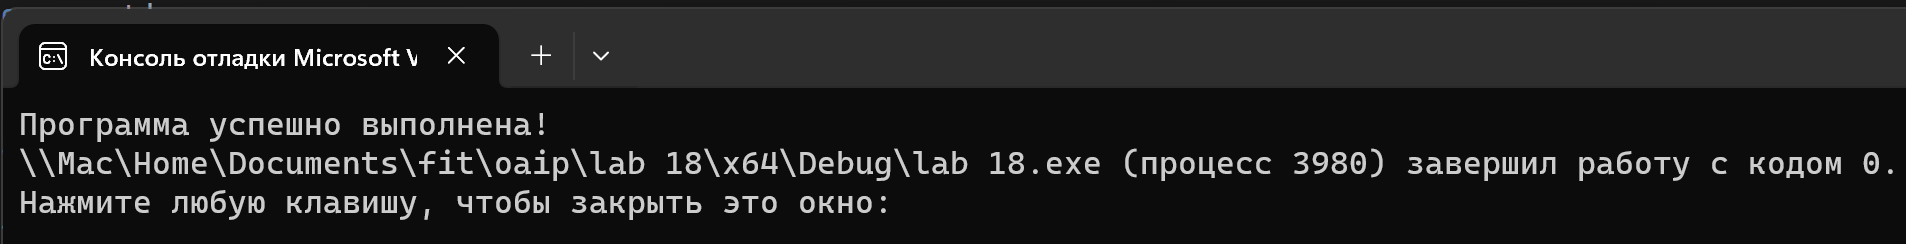 Консоль отладки Microsoft V
Программа успешно выполнена!
\\Mac\Home\Documents\fit\oaip\lab 18\x64\Debug\lab 18.exe (процесс 3980) завершил работу с кодом 0.
Нажмите любую клавишу, чтобы закрыть это окно: